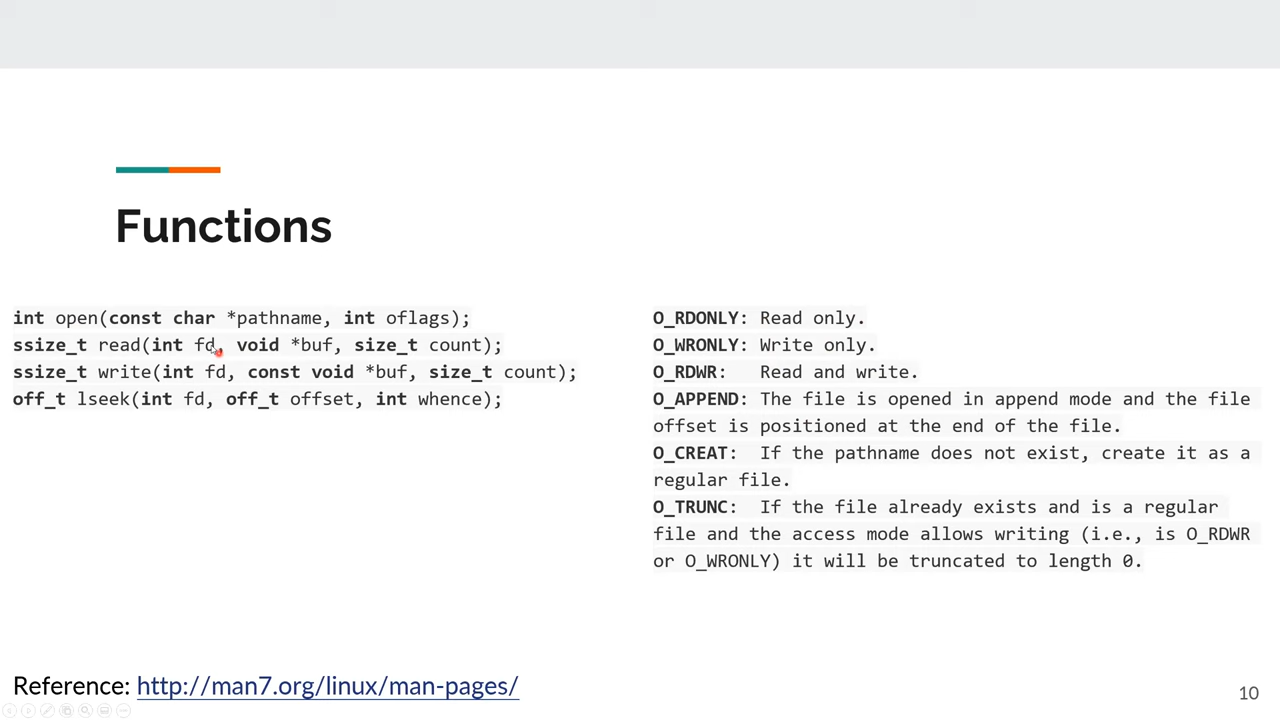 Functions
int open(const char *pathname, int oflags);
ssize_t read(int fd, void *buf, size_t count);
ssize_t write(int fd, const void *buf, size_t count);
off_t lseek(int fd, off_t offset, int whence);
O_RDONLY: Read only.
O_WRONLY: Write only.
O_RDWR:   Read and write.
O_APPEND: The file is opened in append mode and the file
offset is positioned at the end of the file.
O_CREAT:  If the pathname does not exist, create it as a
regular file.
O_TRUNC:  If the file already exists and is a regular
file and the access mode allows writing (i.e., is O_RDWR
or O_WRONLY) it will be truncated to length 0.
Reference: http://man7.org/linux/man-pages/
10